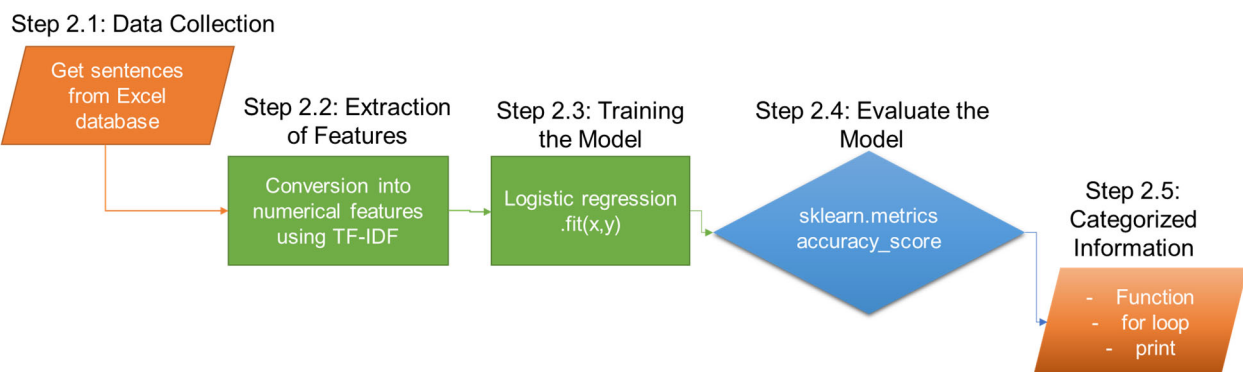 Step 2.1: Data Collection
Get sentences
from Excel
database
Step 2.2: Extraction
of Features
Conversion into
numerical features
using TF-IDF
Step 2.3: Training
the Model
Logistic regression
.fit(x,y)
Step 2.4: Evaluate the
Model
sklearn.metrics
accuracy_score
Step 2.5:
Categorized
Information
- Function
- for loop
- print